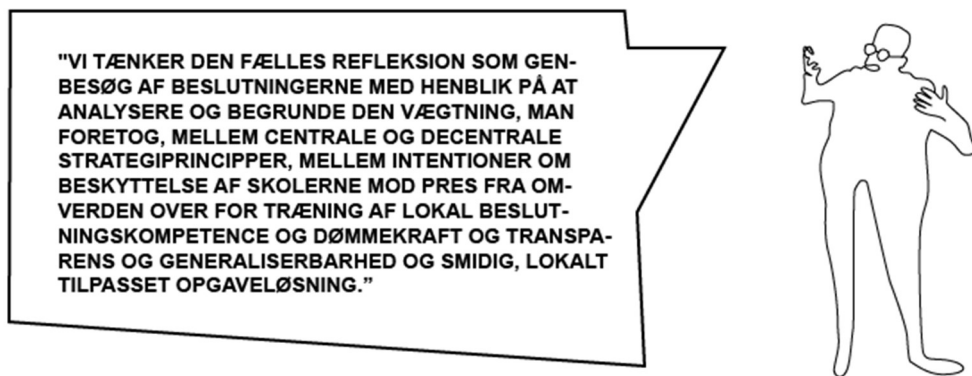 "VI TÆNKER DEN FÆLLES REFLEKSION SOM GEN-
BESØG AF BESLUTNINGERNE MED HENBLIK PÅ AT
ANALYSERE OG BEGRUNDE DEN VÆGTNING, MAN
FORETOG, MELLEM CENTRALE OG DECENTRALE
STRATEGIPRINCIPPER, MELLEM INTENTIONER OM
BESKYTTELSE AF SKOLERNE MOD PRES FRA OM-
VERDEN OVER FOR TRÆNING AF LOKAL BESLUT-
NINGSKOMPETENCE OG DØMMEKRAFT OG TRANSPA-
RENS OG GENERALISERBARHED OG SMIDIG, LOKALT
TILPASSET OPGAVELØSNING.”